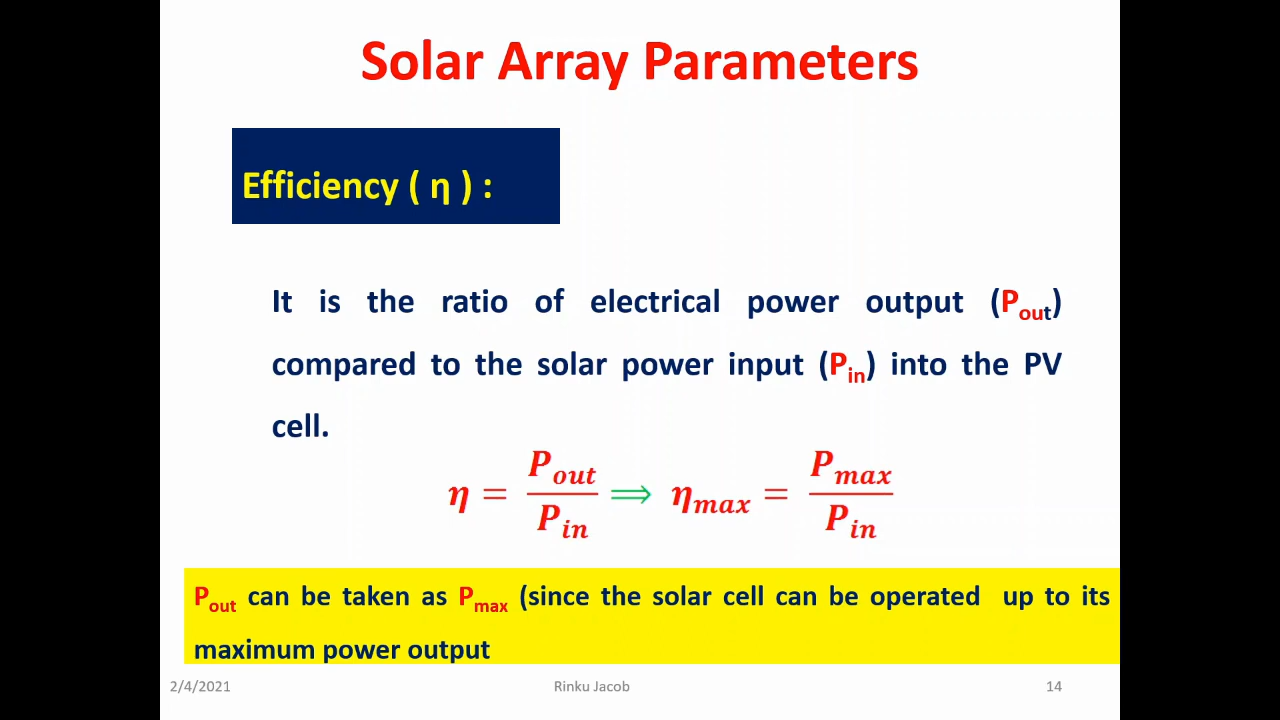 Solar Array Parameters
Efficiency ( η ) :
It is the ratio of electrical power output (Pout)
compared to the solar power input (Pin) into the PV
cell.
η = Pout/Pin ⟹ ηmax = Pmax/Pin
Pout can be taken as Pmax (since the solar cell can be operated up to its
maximum power output
2/4/2021 Rinku Jacob 14